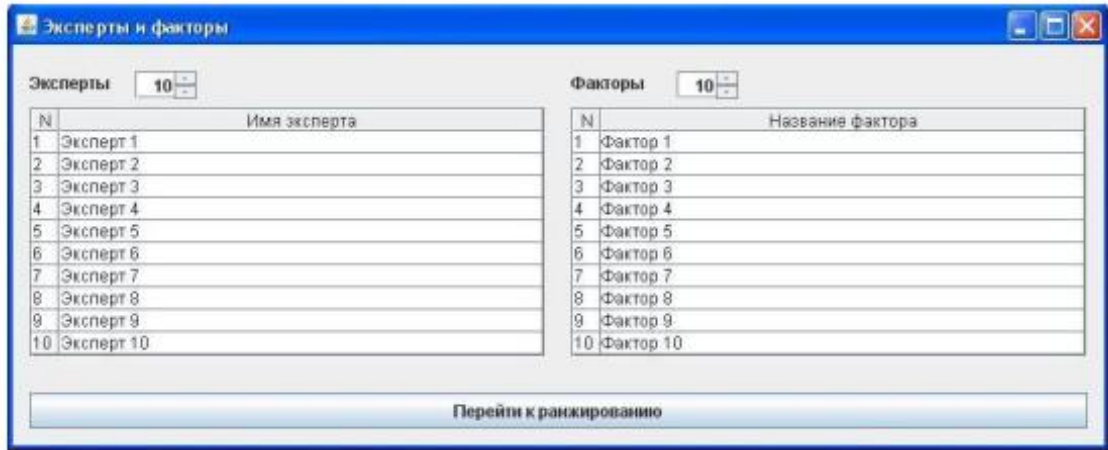 Эксперты и факторы
Эксперты 10 Факторы 10
N Имя эксперта N Название фактора
1 Эксперт 1 1 Фактор 1
2 Эксперт 2 2 Фактор 2
3 Эксперт 3 3 Фактор 3
4 Эксперт 4 4 Фактор 4
5 Эксперт 5 5 Фактор 5
6 Эксперт 6 6 Фактор 6
7 Эксперт 7 7 Фактор 7
8 Эксперт 8 8 Фактор 8
9 Эксперт 9 9 Фактор 9
10 Эксперт 10 10 Фактор 10
Перейти к ранжированию